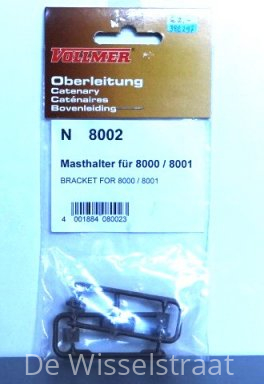 VOLLMER
Oberleitung
Catenary
Caténaires
Bovenleiding
N 8002
Masthalter für 8000 / 8001
BRACKET FOR 8000 / 8001
4 001884 080023
De Wisselstraat